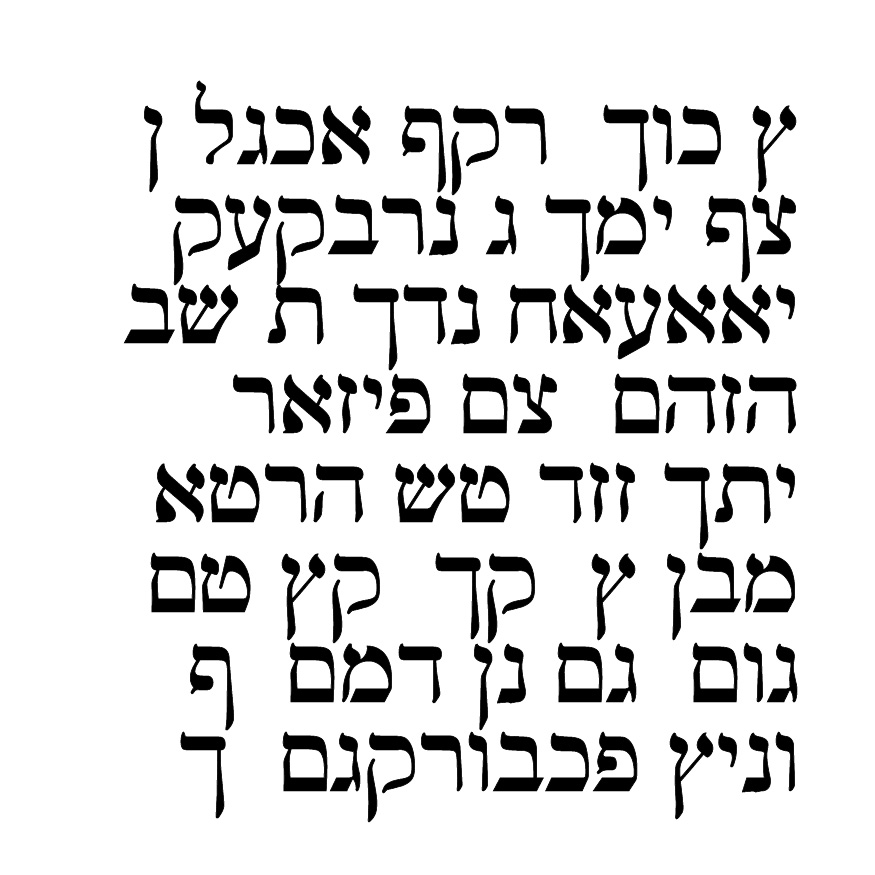 ץ כוך  רקף אכגל ן
צף ימך ג נרבקעק
יאאעאח נדך ת שב
הזהם  צם פיזאר
יתך זזד טש הרטא
מבן ץ  קך  קץ טם
גום  גם נן דמם  ף
וניץ פכבורקגם  ך